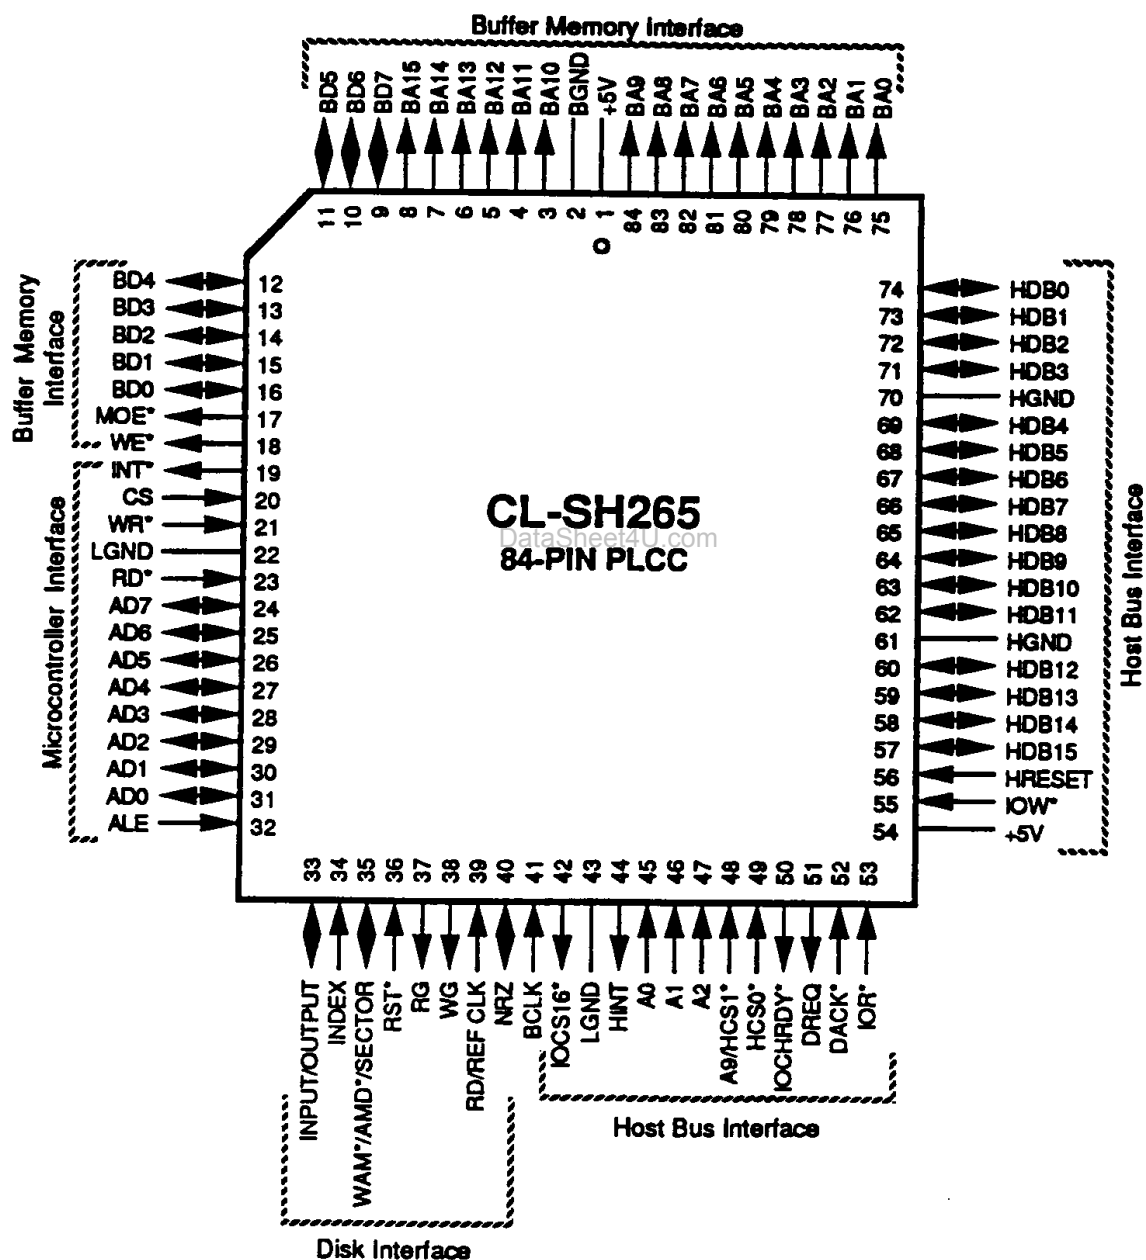 Buffer Memory Interface
BD5
BD6
BD7
BA15
BA14
BA13
BA12
BA11
BA10
BGND
+5V
BA9
BA8
BA7
BA6
BA5
BA4
BA3
BA2
BA1
BA0
11
10
9
8
7
6
5
4
3
2
1
84
83
82
81
80
79
78
77
76
75
Buffer Memory
Interface
BD4 12
BD3 13
BD2 14
BD1 15
BD0 16
MOE* 17
WE* 18
Microcontroller Interface
INT* 19
CS 20
WR* 21
LGND 22
RD* 23
AD7 24
AD6 25
AD5 26
AD4 27
AD3 28
AD2 29
AD1 30
AD0 31
ALE 32
CL-SH265
DataSheet4U.com
84-PIN PLCC
74 HDB0
73 HDB1
72 HDB2
71 HDB3
70 HGND
69 HDB4
68 HDB5
67 HDB6
66 HDB7
65 HDB8
64 HDB9
63 HDB10
62 HDB11
61 HGND
60 HDB12
59 HDB13
58 HDB14
57 HDB15
56 HRESET
55 IOW*
54 +5V
Host Bus Interface
33
34
35
36
37
38
39
40
41
42
43
44
45
46
47
48
49
50
51
52
53
INPUT/OUTPUT
INDEX
WAM*/AMD*/SECTOR
RST*
RG
WG
RD/REF CLK
NRZ
BCLK
IOCS16*
LGND
HINT
A0
A1
A2
A9/HCS1*
HCS0*
IOCHRDY*
DREQ
DACK*
IOR*
Host Bus Interface
Disk Interface